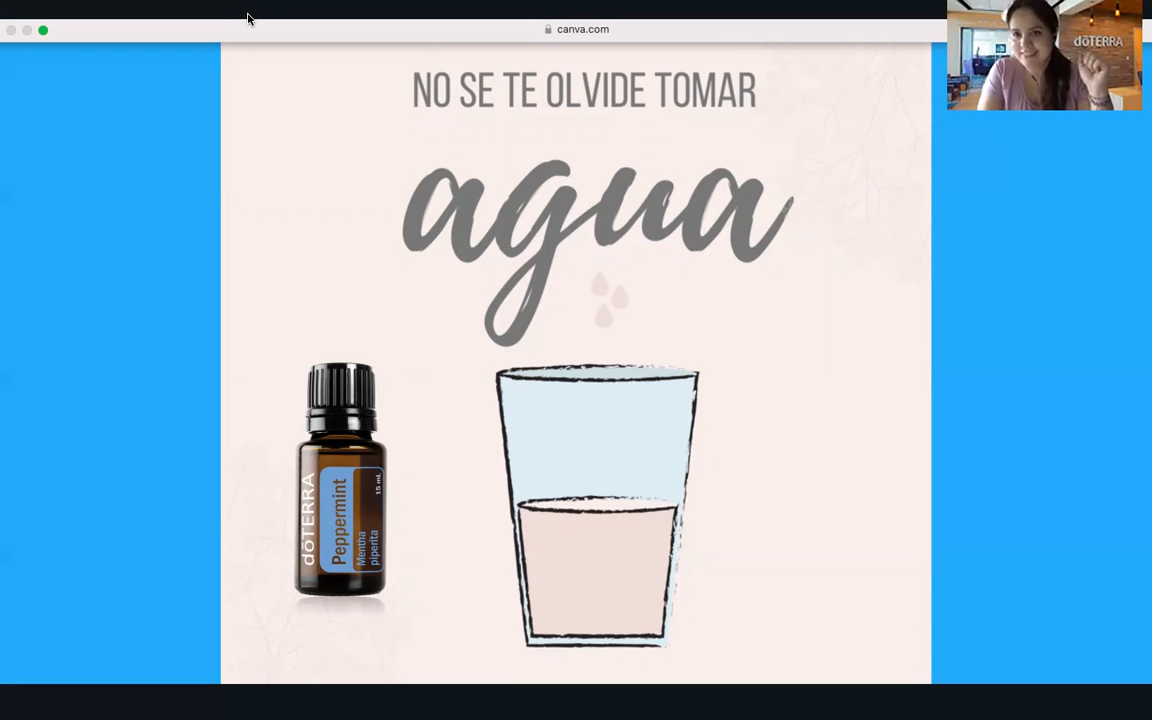 canva.com
dōTERRA
NO SE TE OLVIDE TOMAR
agua
dōTERRA
Peppermint
Mentha
piperita
15 mL